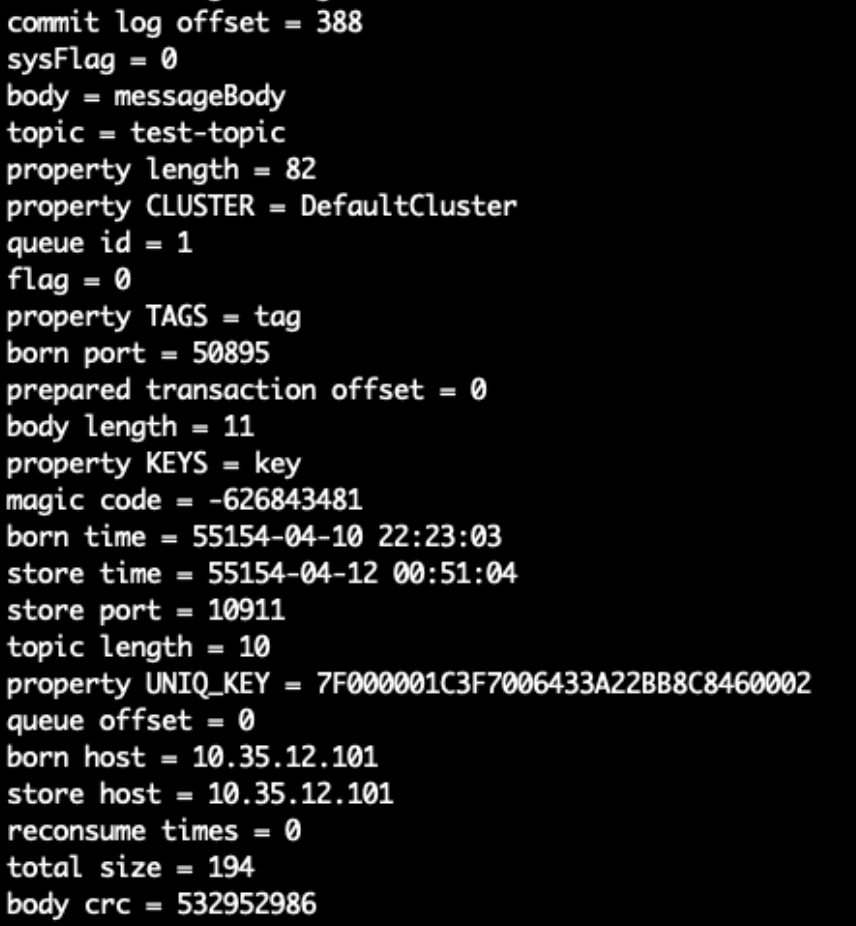 commit log offset = 388
sysFlag = 0
body = messageBody
topic = test-topic
property length = 82
property CLUSTER = DefaultCluster
queue id = 1
flag = 0
property TAGS = tag
born port = 50895
prepared transaction offset = 0
body length = 11
property KEYS = key
magic code = -626843481
born time = 55154-04-10 22:23:03
store time = 55154-04-12 00:51:04
store port = 10911
topic length = 10
property UNIQ_KEY = 7F000001C3F7006433A22BB8C8460002
queue offset = 0
born host = 10.35.12.101
store host = 10.35.12.101
reconsume times = 0
total size = 194
body crc = 532952986